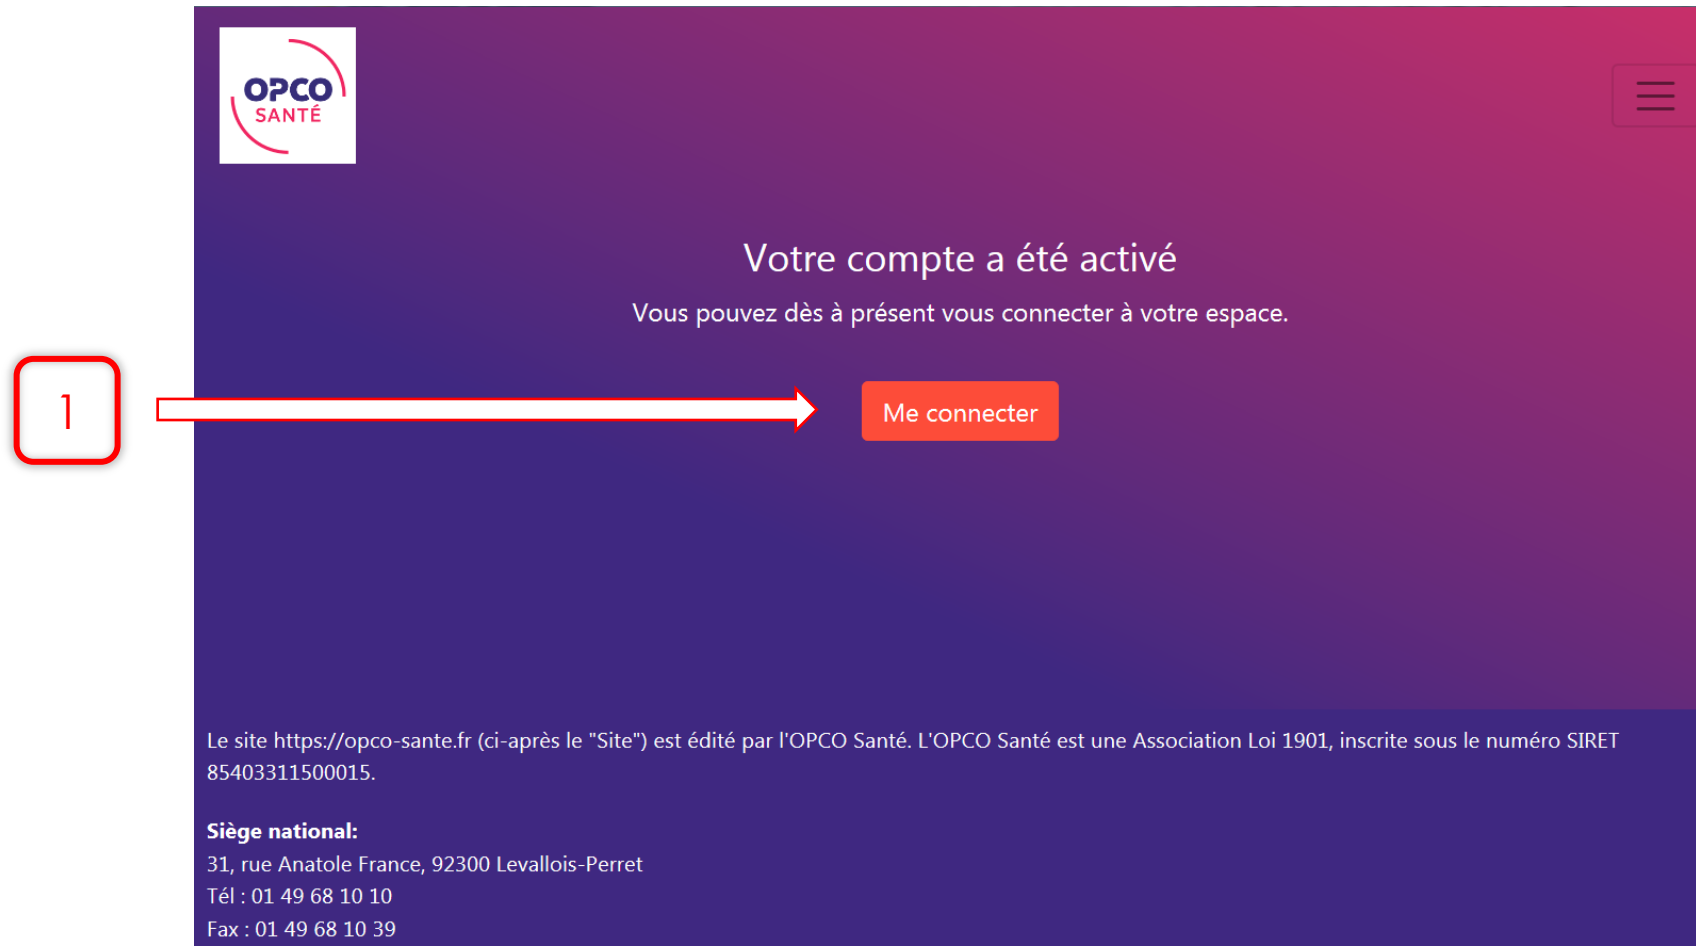 OPCO
SANTÉ
Votre compte a été activé
Vous pouvez dès à présent vous connecter à votre espace.
1
Me connecter
Le site https://opco-sante.fr (ci-après le "Site") est édité par l'OPCO Santé. L'OPCO Santé est une Association Loi 1901, inscrite sous le numéro SIRET
85403311500015.
Siège national:
31, rue Anatole France, 92300 Levallois-Perret
Tél : 01 49 68 10 10
Fax : 01 49 68 10 39